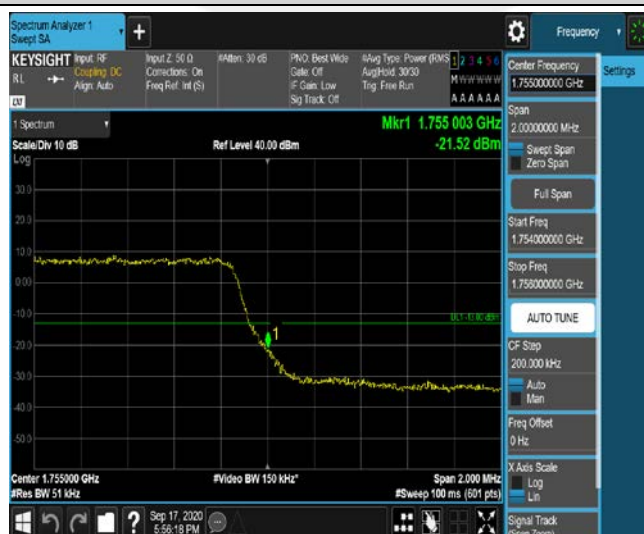 Spectrum Analyzer 1
Swept SA
+
Frequency
KEYSIGHT
RL
Input: RF
Coupling: DC
Align: Auto
Input Z: 50 Ω
Corrections: On
Freq Ref: Int (S)
#Atten: 30 dB
PNO: Best Wide
Gate: Off
IF Gain: Low
Sig Track: Off
#Avg Type: Power (RMS
Avg|Hold: 30/30
Trig: Free Run
1 2 3 4 5 6
M W W W W W
A A A A A A
LXI
1 Spectrum
Scale/Div 10 dB
Ref Level 40.00 dBm
Mkr1 1.755 003 GHz
-21.52 dBm
Log
30.0
20.0
10.0
0.00
-10.0
-20.0
-30.0
-40.0
-50.0
DL1 -13.00 dBm
1
Center 1.755000 GHz
#Res BW 51 kHz
#Video BW 150 kHz*
Span 2.000 MHz
#Sweep 100 ms (601 pts)
?
Sep 17, 2020
5:56:18 PM
Center Frequency
1.755000000 GHz
Settings
Span
2.00000000 MHz
Swept Span
Zero Span
Full Span
Start Freq
1.754000000 GHz
Stop Freq
1.756000000 GHz
AUTO TUNE
CF Step
200.000 kHz
Auto
Man
Freq Offset
0 Hz
X Axis Scale
Log
Lin
Signal Track
(Span Zoom)